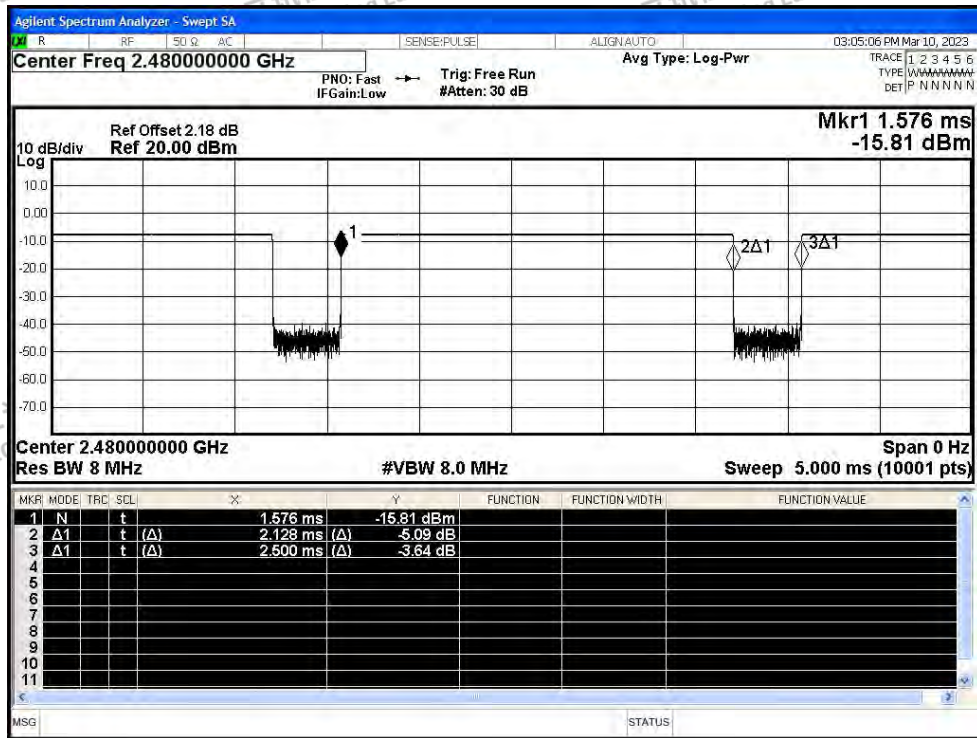 Agilent Spectrum Analyzer - Swept SA
LXI R RF 50 Ω AC SENSE:PULSE ALIGNAUTO 03:05:06 PM Mar 10, 2023
Center Freq 2.480000000 GHz Avg Type: Log-Pwr TRACE 1 2 3 4 5 6
PNO: Fast Trig: Free Run TYPE WWWWWW
IFGain:Low #Atten: 30 dB DET P N N N N N
Mkr1 1.576 ms
Ref Offset 2.18 dB
10 dB/div Ref 20.00 dBm -15.81 dBm
Log
10.0
0.00
-10.0
-20.0
-30.0
-40.0
-50.0
-60.0
-70.0
1
2Δ1
3Δ1
Center 2.480000000 GHz Span 0 Hz
Res BW 8 MHz #VBW 8.0 MHz Sweep 5.000 ms (10001 pts)
MKR MODE TRC SCL X Y FUNCTION FUNCTION WIDTH FUNCTION VALUE
1 N t 1.576 ms -15.81 dBm
2 Δ1 t (Δ) 2.128 ms (Δ) -5.09 dB
3 Δ1 t (Δ) 2.500 ms (Δ) -3.64 dB
4
5
6
7
8
9
10
11
MSG STATUS